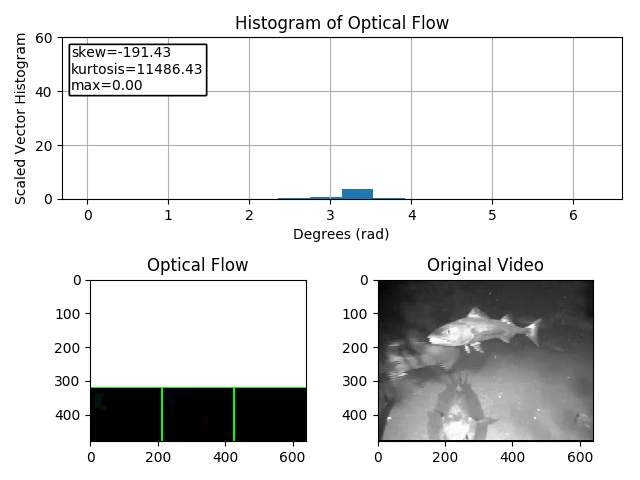 Histogram of Optical Flow
Scaled Vector Histogram
60
40
20
0
skew=-191.43
kurtosis=11486.43
max=0.00
0 1 2 3 4 5 6
Degrees (rad)
Optical Flow
0
100
200
300
400
0 200 400 600
Original Video
0
100
200
300
400
0 200 400 600